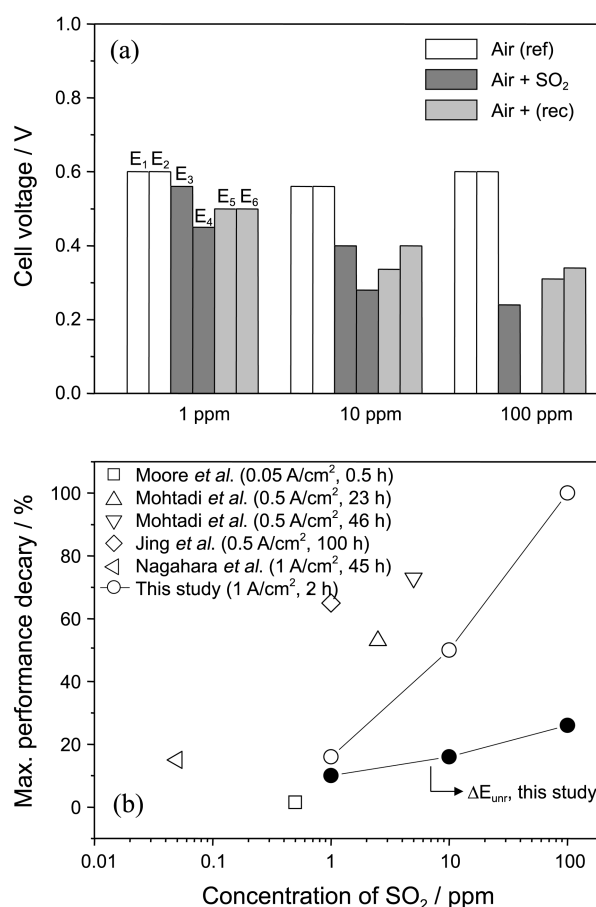 (a)
Air (ref)
Air + SO₂
Air + (rec)
E₁ E₂ E₃ E₄ E₅ E₆
Cell voltage / V
1.0
0.8
0.6
0.4
0.2
0.0
1 ppm 10 ppm 100 ppm
Moore et al. (0.05 A/cm², 0.5 h)
Mohtadi et al. (0.5 A/cm², 23 h)
Mohtadi et al. (0.5 A/cm², 46 h)
Jing et al. (0.5 A/cm², 100 h)
Nagahara et al. (1 A/cm², 45 h)
This study (1 A/cm², 2 h)
Max. performance decary / %
100
80
60
40
20
0
(b)
ΔEunr, this study
0.01 0.1 1 10 100
Concentration of SO₂ / ppm